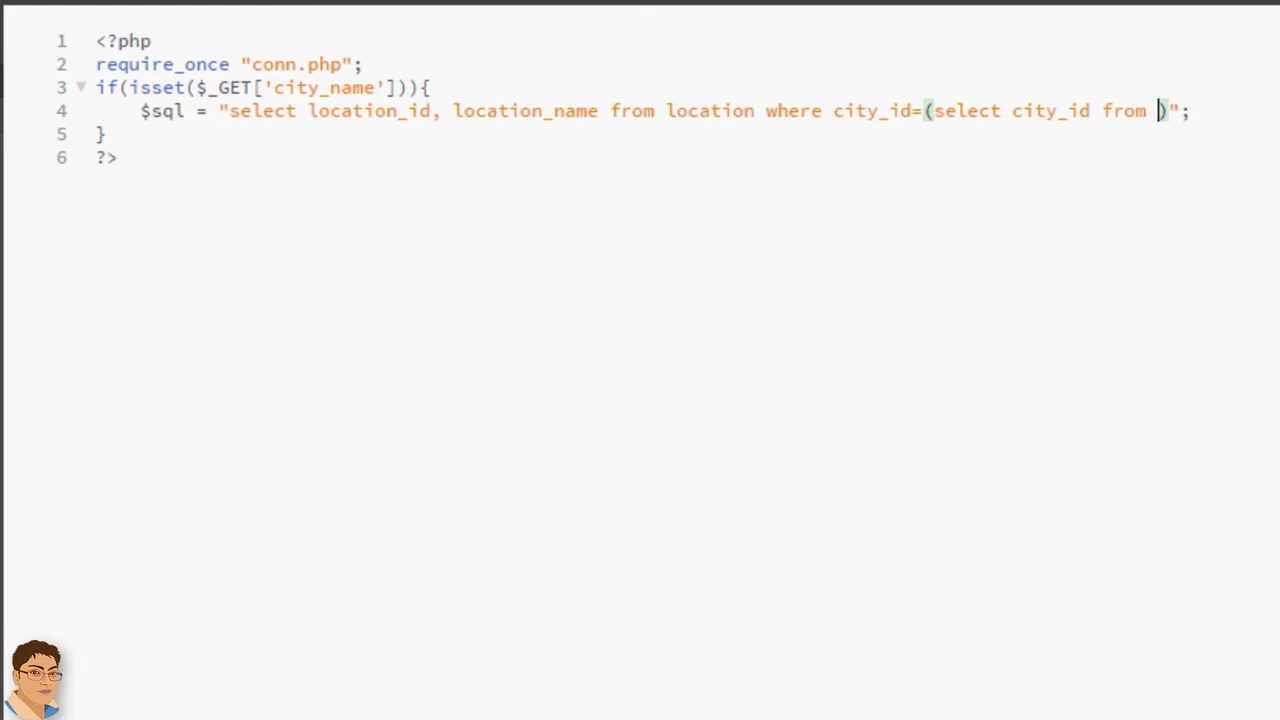 1 <?php
2 require_once "conn.php";
3 if(isset($_GET['city_name'])){
4 $sql = "select location_id, location_name from location where city_id=(select city_id from )";
5 }
6 ?>